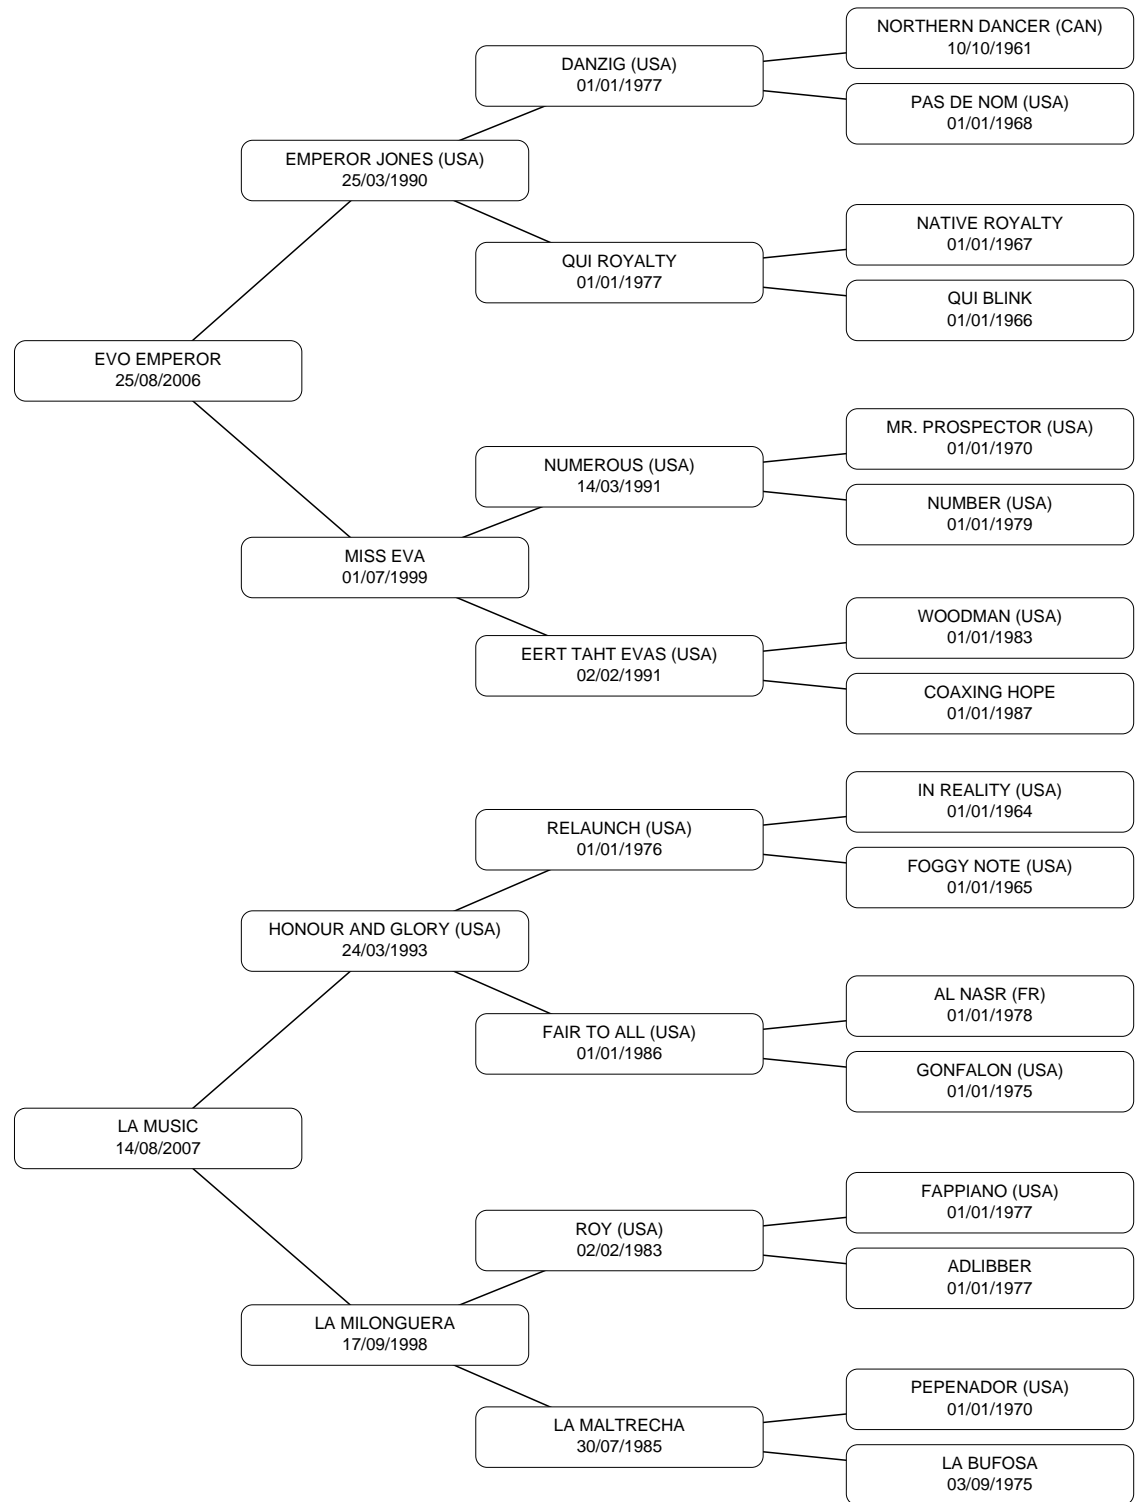 NORTHERN DANCER (CAN)
10/10/1961
DANZIG (USA)
01/01/1977
PAS DE NOM (USA)
01/01/1968
EMPEROR JONES (USA)
25/03/1990
NATIVE ROYALTY
01/01/1967
QUI ROYALTY
01/01/1977
QUI BLINK
01/01/1966
EVO EMPEROR
25/08/2006
MR. PROSPECTOR (USA)
01/01/1970
NUMEROUS (USA)
14/03/1991
NUMBER (USA)
01/01/1979
MISS EVA
01/07/1999
WOODMAN (USA)
01/01/1983
EERT TAHT EVAS (USA)
02/02/1991
COAXING HOPE
01/01/1987
IN REALITY (USA)
01/01/1964
RELAUNCH (USA)
01/01/1976
FOGGY NOTE (USA)
01/01/1965
HONOUR AND GLORY (USA)
24/03/1993
AL NASR (FR)
01/01/1978
FAIR TO ALL (USA)
01/01/1986
GONFALON (USA)
01/01/1975
LA MUSIC
14/08/2007
FAPPIANO (USA)
01/01/1977
ROY (USA)
02/02/1983
ADLIBBER
01/01/1977
LA MILONGUERA
17/09/1998
PEPENADOR (USA)
01/01/1970
LA MALTRECHA
30/07/1985
LA BUFOSA
03/09/1975